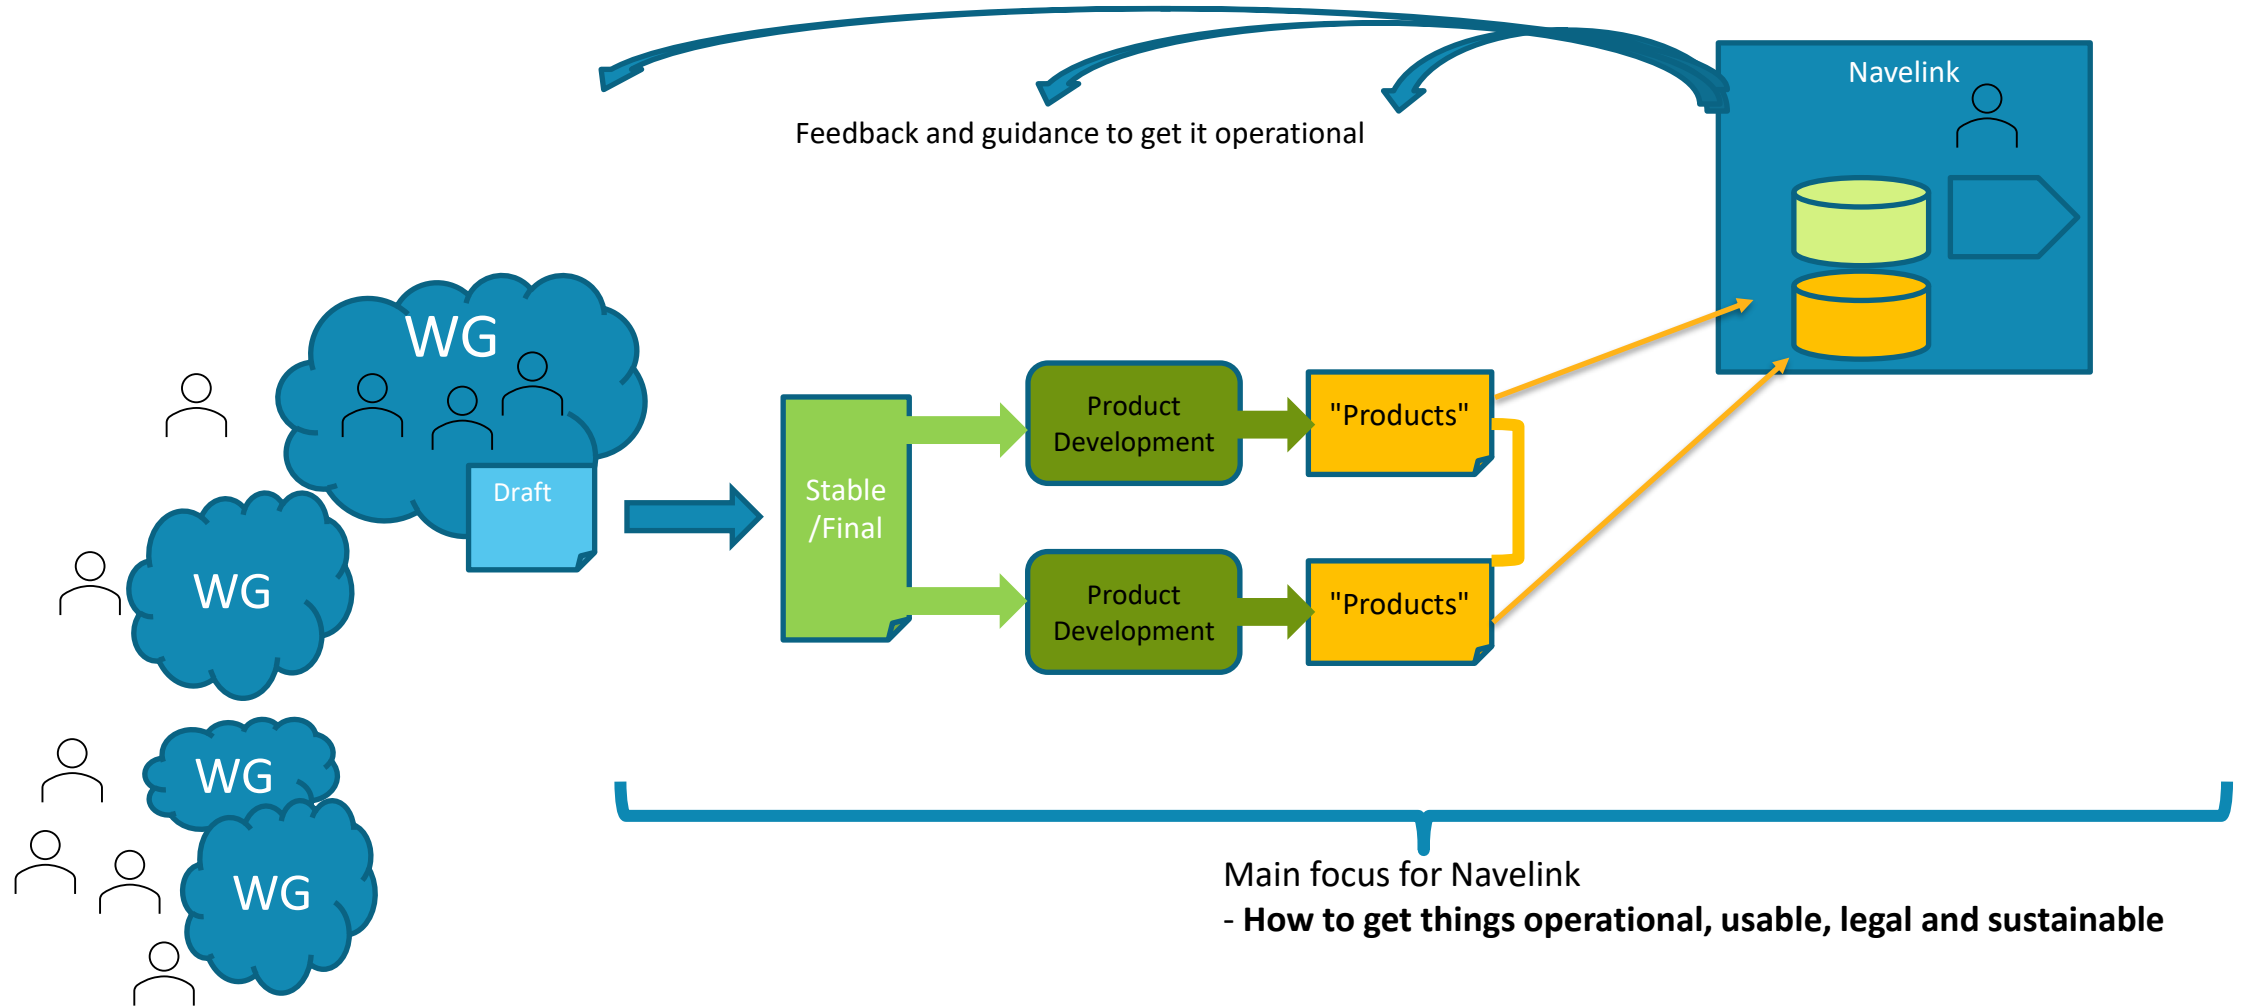 Navelink
Feedback and guidance to get it operational
WG
Draft
WG
WG
WG
Stable
/Final
Product
Development
"Products"
Product
Development
"Products"
Main focus for Navelink
- How to get things operational, usable, legal and sustainable